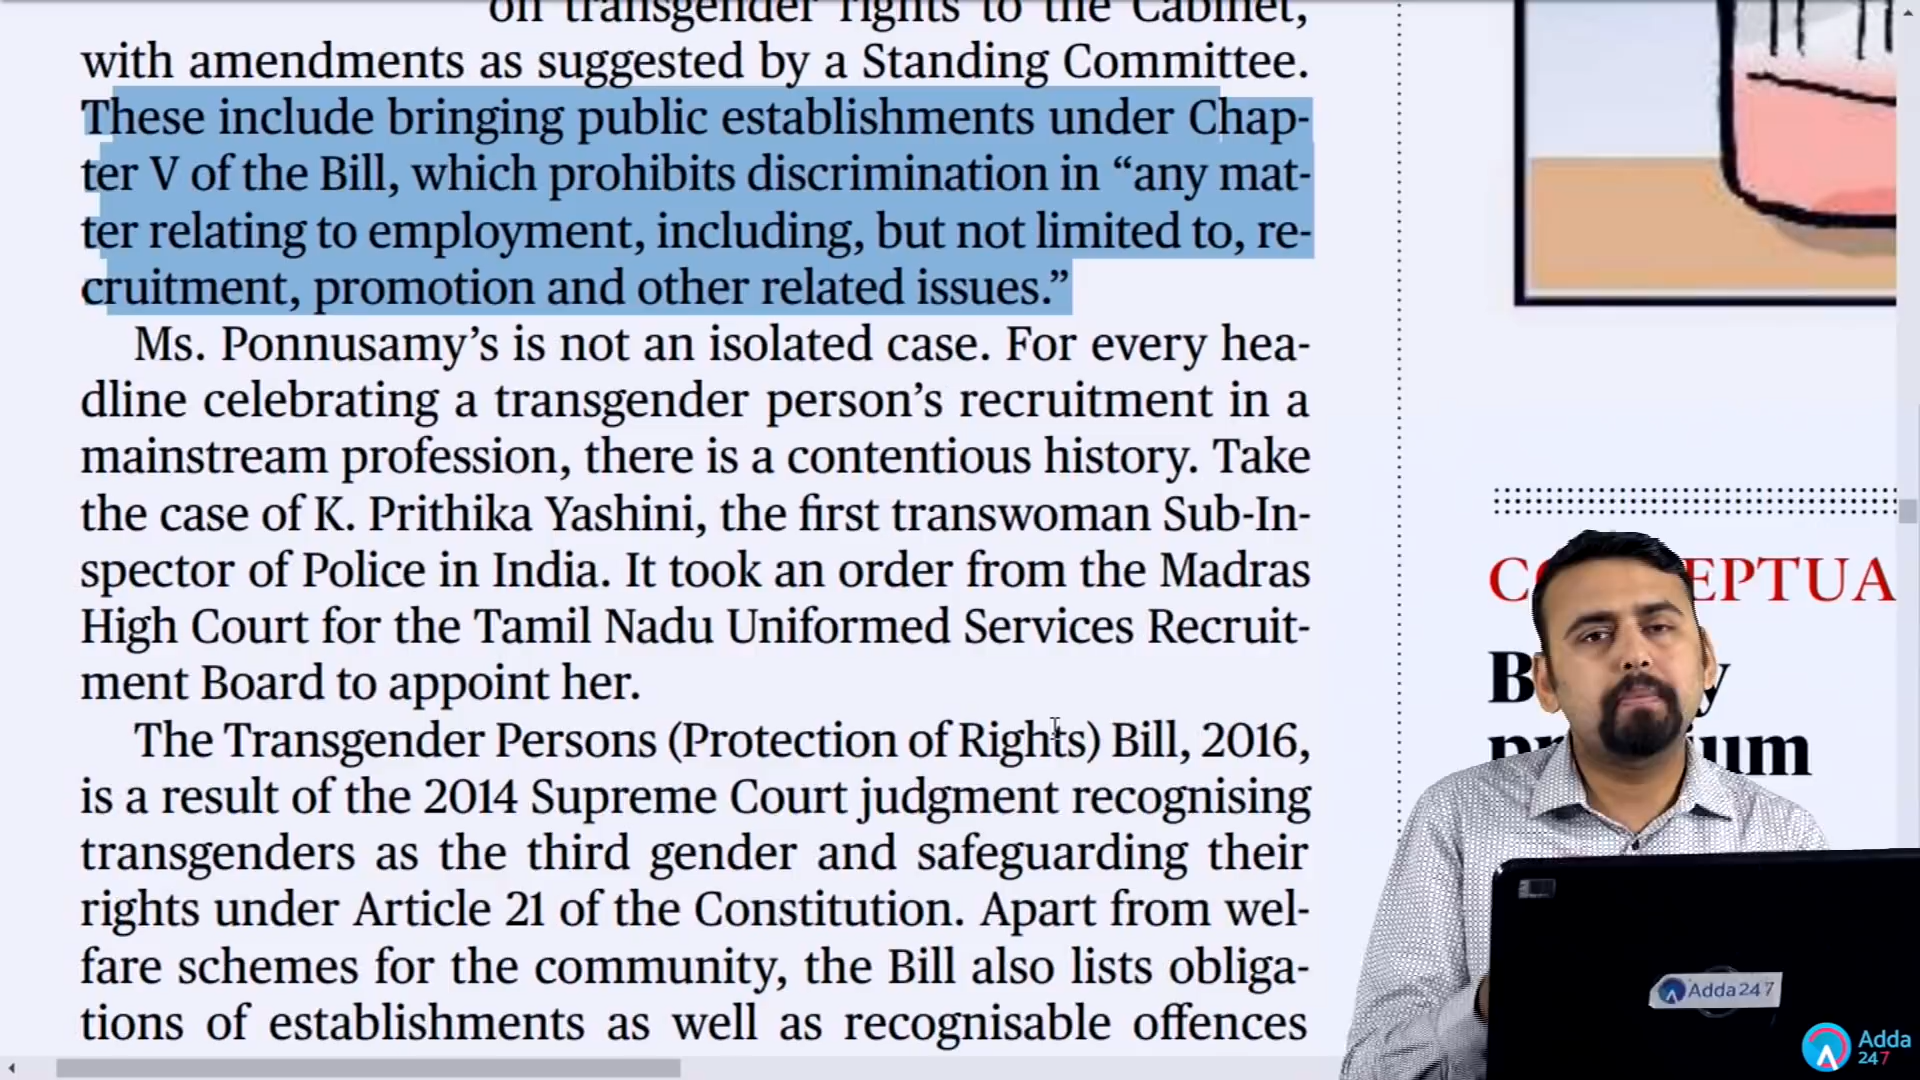 on transgender rights to the Cabinet,
with amendments as suggested by a Standing Committee.
These include bringing public establishments under Chap-
ter V of the Bill, which prohibits discrimination in “any mat-
ter relating to employment, including, but not limited to, re-
cruitment, promotion and other related issues.”
Ms. Ponnusamy’s is not an isolated case. For every hea-
dline celebrating a transgender person’s recruitment in a
mainstream profession, there is a contentious history. Take
the case of K. Prithika Yashini, the first transwoman Sub-In-
spector of Police in India. It took an order from the Madras
High Court for the Tamil Nadu Uniformed Services Recruit-
ment Board to appoint her.
The Transgender Persons (Protection of Rights) Bill, 2016,
is a result of the 2014 Supreme Court judgment recognising
transgenders as the third gender and safeguarding their
rights under Article 21 of the Constitution. Apart from wel-
fare schemes for the community, the Bill also lists obliga-
tions of establishments as well as recognisable offences
Adda247
Adda
247